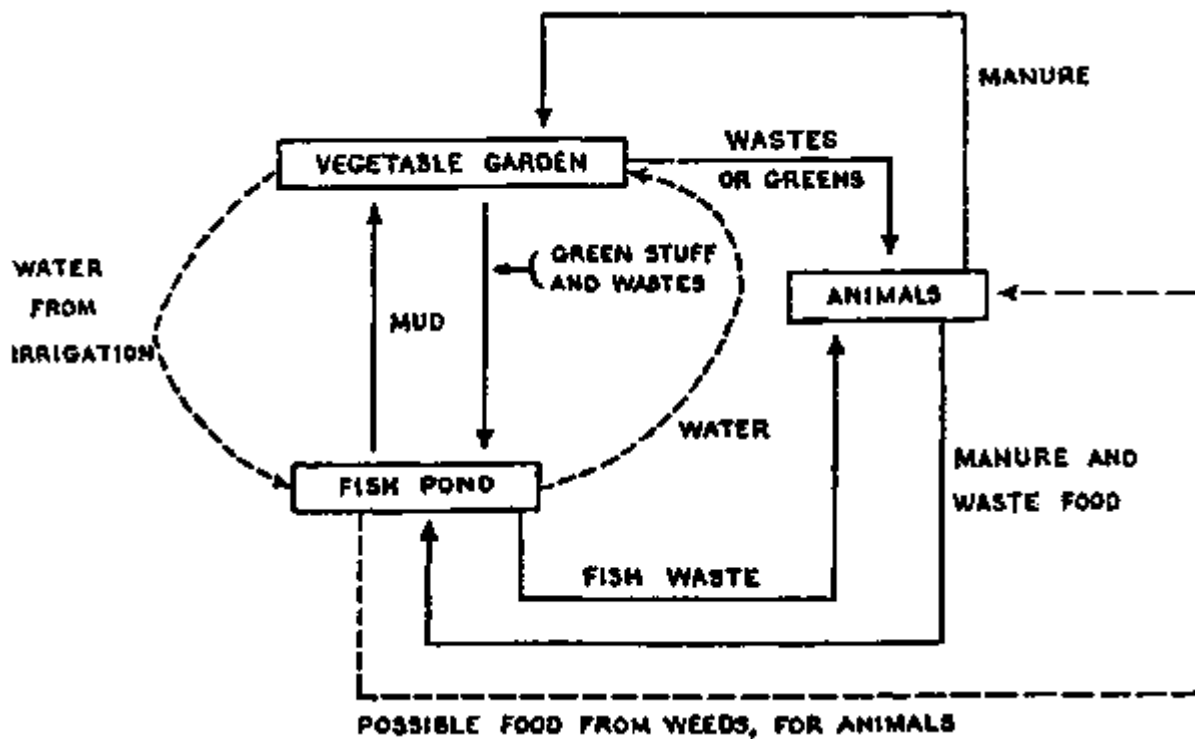 MANURE
WASTES
OR GREENS
VEGETABLE GARDEN
GREEN STUFF
AND WASTES
WATER
FROM
IRRIGATION
ANIMALS
MUD
WATER
MANURE AND
WASTE FOOD
FISH POND
FISH WASTE
POSSIBLE FOOD FROM WEEDS, FOR ANIMALS